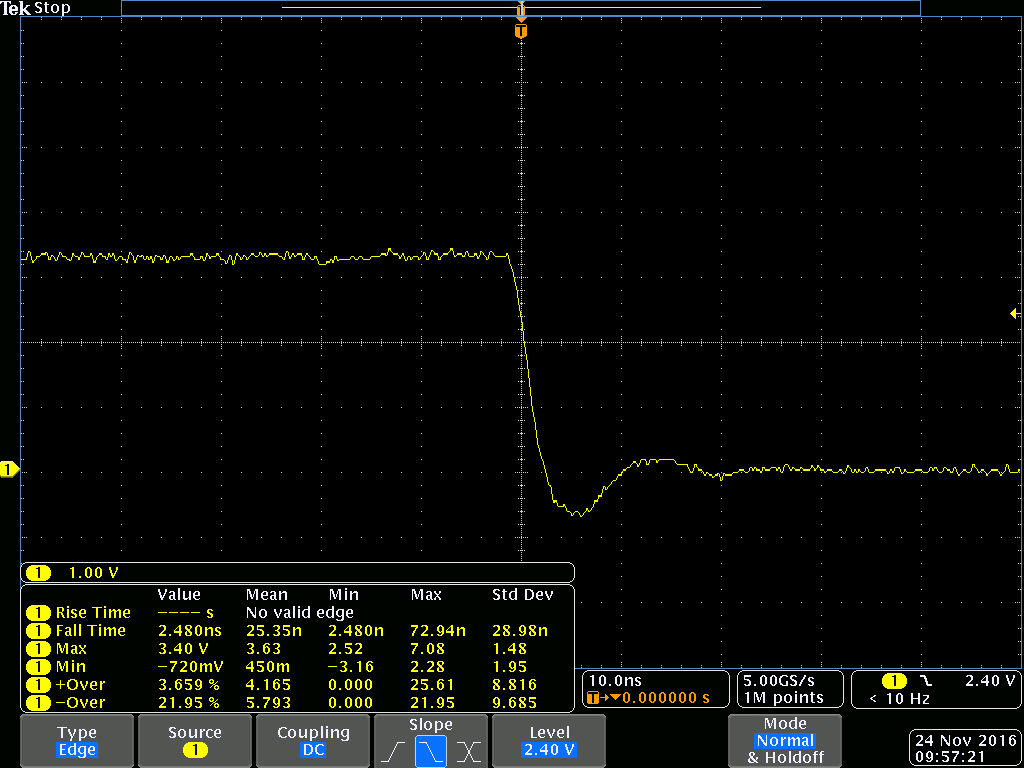 Tek Stop
T
T
1
1 1.00 V
Value Mean Min Max Std Dev
1 Rise Time ---- s No valid edge
1 Fall Time 2.480ns 25.35n 2.480n 72.94n 28.98n
1 Max 3.40 V 3.63 2.52 7.08 1.48
1 Min −720mV 450m −3.16 2.28 1.95
1 +Over 3.659 % 4.165 0.000 25.61 8.816
1 −Over 21.95 % 5.793 0.000 21.95 9.685
10.0ns
T→▼0.000000 s
5.00GS/s
1M points
1 2.40 V
< 10 Hz
Type
Edge
Source
1
Coupling
DC
Slope
Level
2.40 V
Mode
Normal
& Holdoff
24 Nov 2016
09:57:21